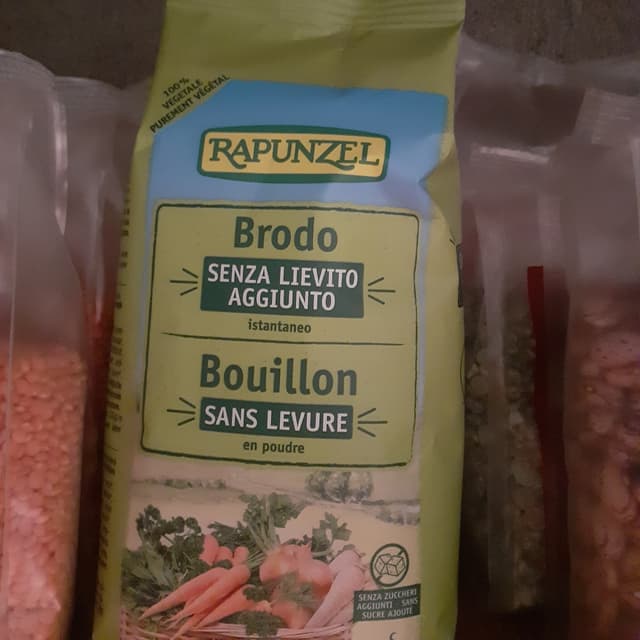 100%
VEGETALE
PUREMENT VÉGÉTAL
RAPUNZEL
Brodo
SENZA LIEVITO
AGGIUNTO
istantaneo
Bouillon
SANS LEVURE
en poudre
SENZA ZUCCHERI
AGGIUNTI SANS
SUCRE AJOUTÉ